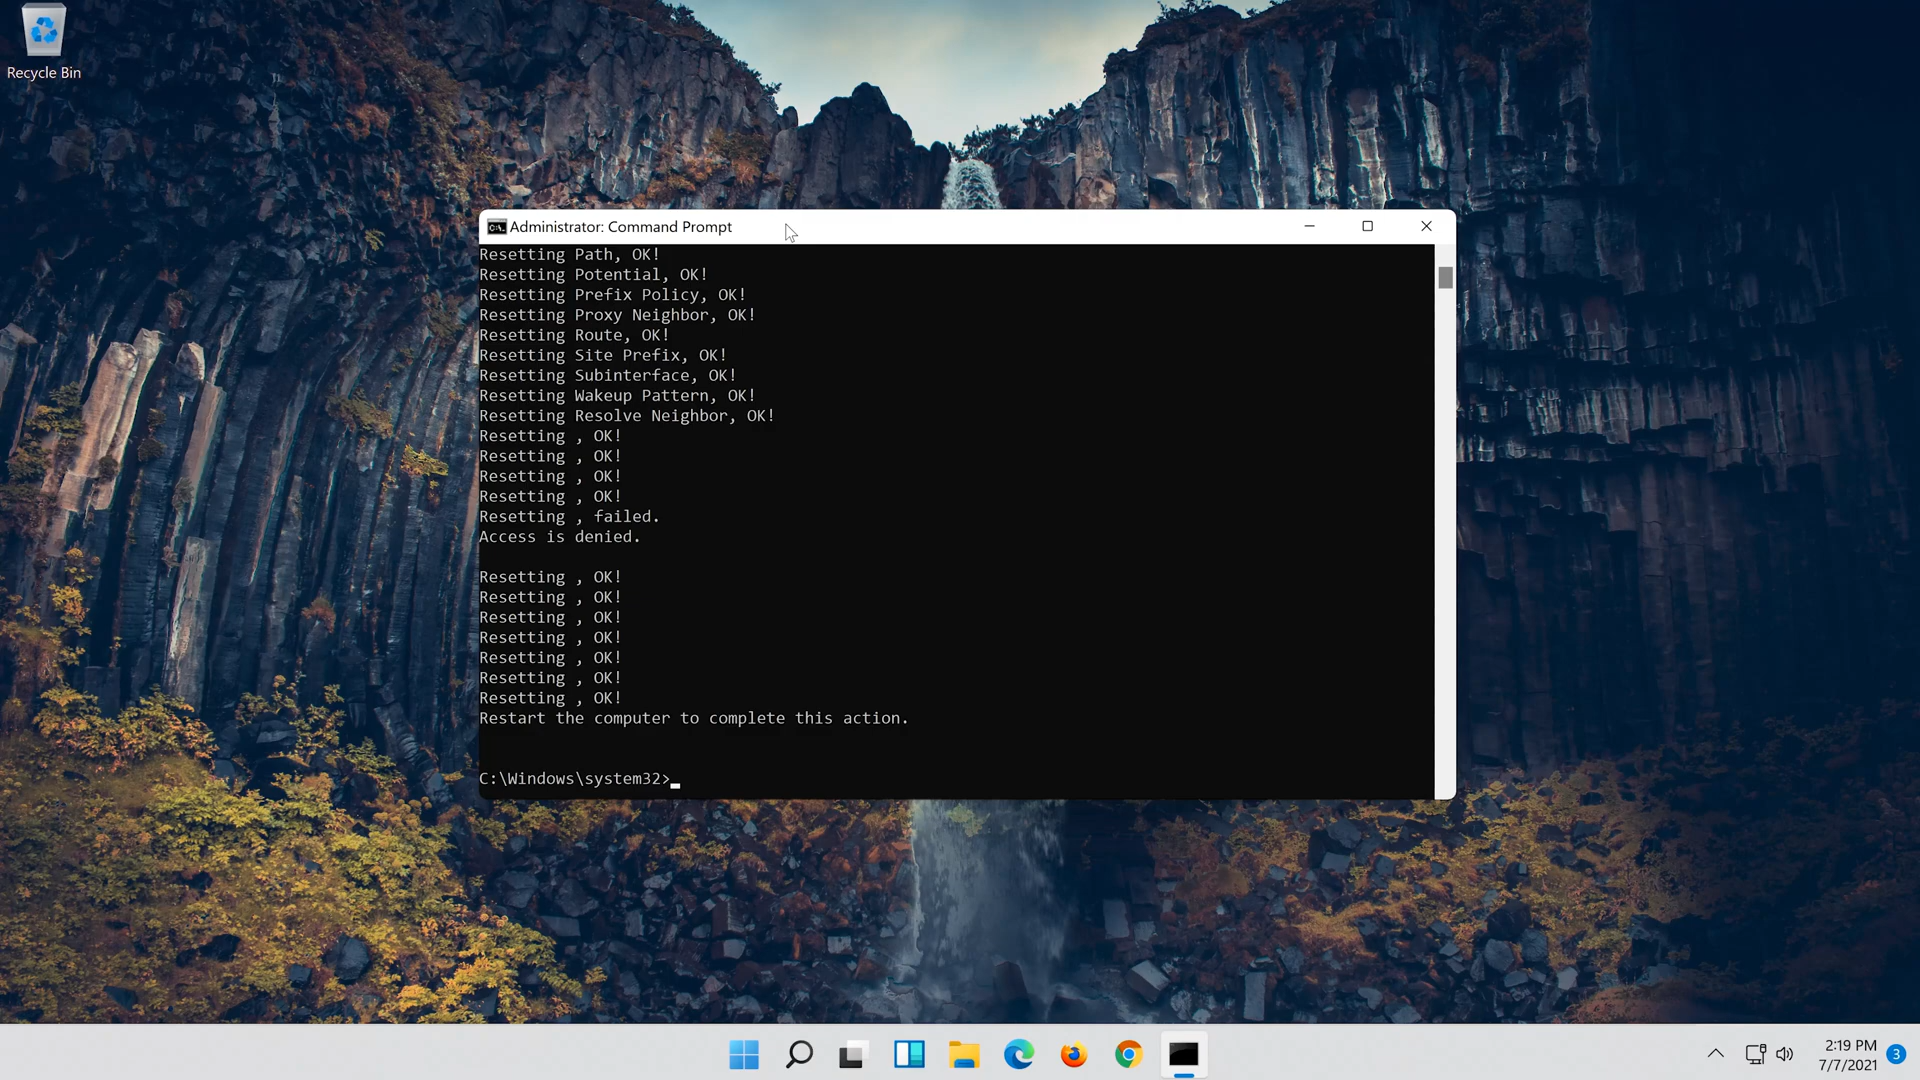 Recycle Bin
Administrator: Command Prompt
Resetting Path, OK!
Resetting Potential, OK!
Resetting Prefix Policy, OK!
Resetting Proxy Neighbor, OK!
Resetting Route, OK!
Resetting Site Prefix, OK!
Resetting Subinterface, OK!
Resetting Wakeup Pattern, OK!
Resetting Resolve Neighbor, OK!
Resetting , OK!
Resetting , OK!
Resetting , OK!
Resetting , OK!
Resetting , failed.
Access is denied.
Resetting , OK!
Resetting , OK!
Resetting , OK!
Resetting , OK!
Resetting , OK!
Resetting , OK!
Resetting , OK!
Restart the computer to complete this action.
C:\Windows\system32>
2:19 PM
7/7/2021
3